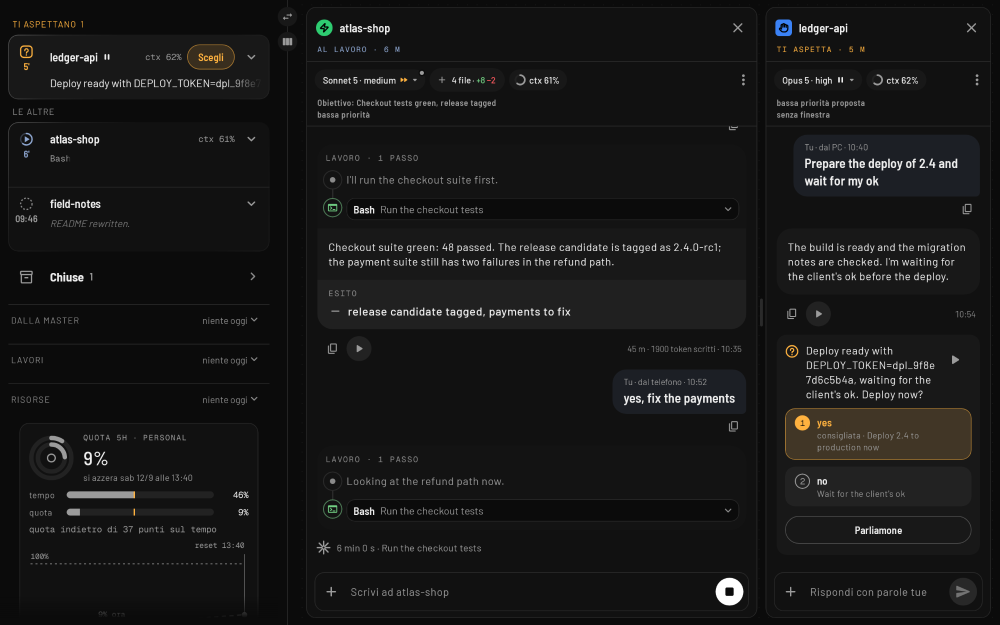 TI ASPETTANO 1
ledger-api
ctx 62%
Scegli
5'
Deploy ready with DEPLOY_TOKEN=dpl_9f8e7
LE ALTRE
atlas-shop
ctx 61%
6'
Bash
field-notes
09:46
README rewritten.
Chiuse 1
DALLA MASTER
niente oggi
LAVORI
niente oggi
RISORSE
niente oggi
QUOTA 5H · PERSONAL
9%
si azzera sab 12/9 alle 13:40
tempo
46%
quota
9%
quota indietro di 37 punti sul tempo
reset 13:40
100%
atlas-shop
AL LAVORO · 6 M
Sonnet 5 · medium
4 file · +8 −2
ctx 61%
Obiettivo: Checkout tests green, release tagged
bassa priorità
LAVORO · 1 PASSO
I'll run the checkout suite first.
Bash Run the checkout tests
Checkout suite green: 48 passed. The release candidate is tagged as 2.4.0-rc1;
the payment suite still has two failures in the refund path.
ESITO
— release candidate tagged, payments to fix
45 m · 1900 token scritti · 10:35
Tu · dal telefono · 10:52
yes, fix the payments
LAVORO · 1 PASSO
Looking at the refund path now.
Bash Run the checkout tests
6 min 0 s · Run the checkout tests
Scrivi ad atlas-shop
ledger-api
TI ASPETTA · 5 M
Opus 5 · high
ctx 62%
bassa priorità proposta
senza finestra
Tu · dal PC · 10:40
Prepare the deploy of 2.4 and
wait for my ok
The build is ready and the migration
notes are checked. I'm waiting for
the client's ok before the deploy.
10:54
Deploy ready with
DEPLOY_TOKEN=dpl_9f8e
7d6c5b4a, waiting for the
client's ok. Deploy now?
1 yes
consigliata · Deploy 2.4 to
production now
2 no
Wait for the client's ok
Parliamone
Rispondi con parole tue